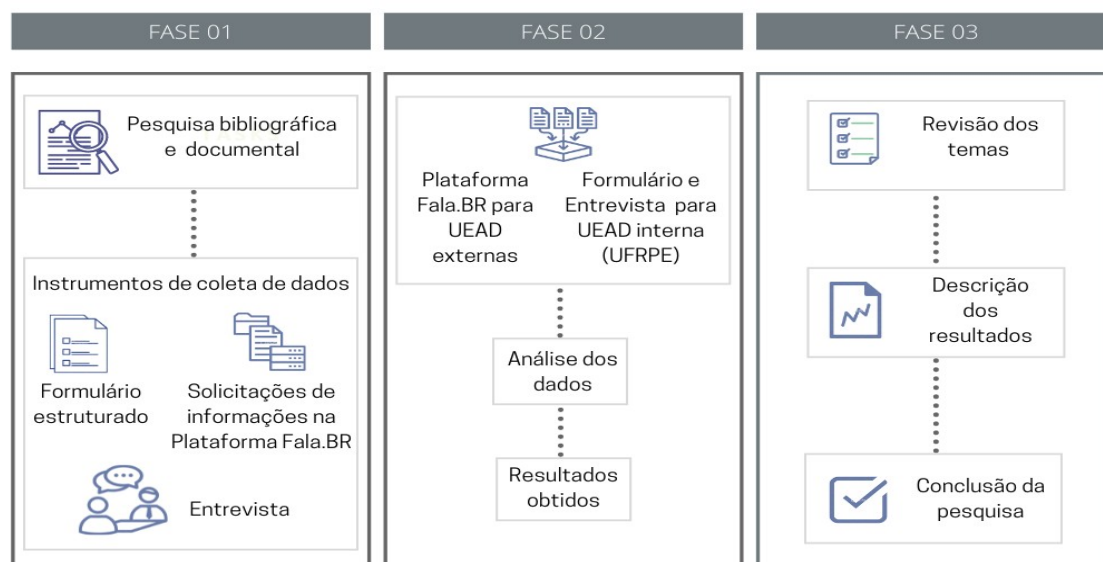 FASE 01
Pesquisa bibliográfica
e documental
Instrumentos de coleta de dados
Formulário
estruturado
Solicitações de
informações na
Plataforma Fala.BR
Entrevista
FASE 02
Plataforma
Fala.BR para
UEAD
externas
Formulário e
Entrevista para
UEAD interna
(UFRPE)
Análise dos
dados
Resultados
obtidos
FASE 03
Revisão dos
temas
Descrição
dos
resultados
Conclusão da
pesquisa